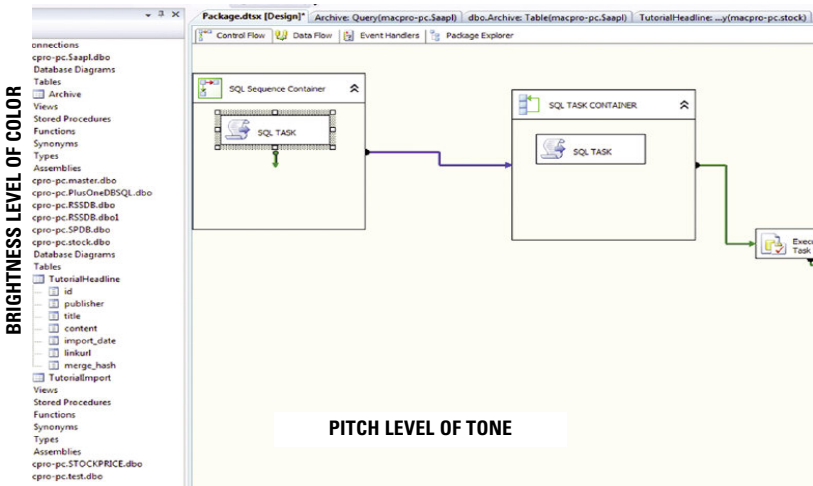 Package.dtsx [Design]* Archive: Query(macpro-pc.Saapl) dbo.Archive: Table(macpro-pc.Saapl) TutorialHeadline: ...y(macpro-pc.stock)
Control Flow Data Flow Event Handlers Package Explorer
onnections
cpro-pc.Saapl.dbo
Database Diagrams
Tables
Archive
Views
Stored Procedures
Functions
Synonyms
Types
Assemblies
cpro-pc.master.dbo
cpro-pc.PlusOneDBSQL.dbo
cpro-pc.RSSDB.dbo
cpro-pc.RSSDB.dbo1
cpro-pc.SPDB.dbo
cpro-pc.stock.dbo
Database Diagrams
Tables
TutorialHeadline
id
publisher
title
content
import_date
linkurl
merge_hash
TutorialImport
Views
Stored Procedures
Functions
Synonyms
Types
Assemblies
cpro-pc.STOCKPRICE.dbo
cpro-pc.test.dbo
BRIGHTNESS LEVEL OF COLOR
SQL Sequence Container
SQL TASK
SQL TASK CONTAINER
SQL TASK
Execu
Task
PITCH LEVEL OF TONE